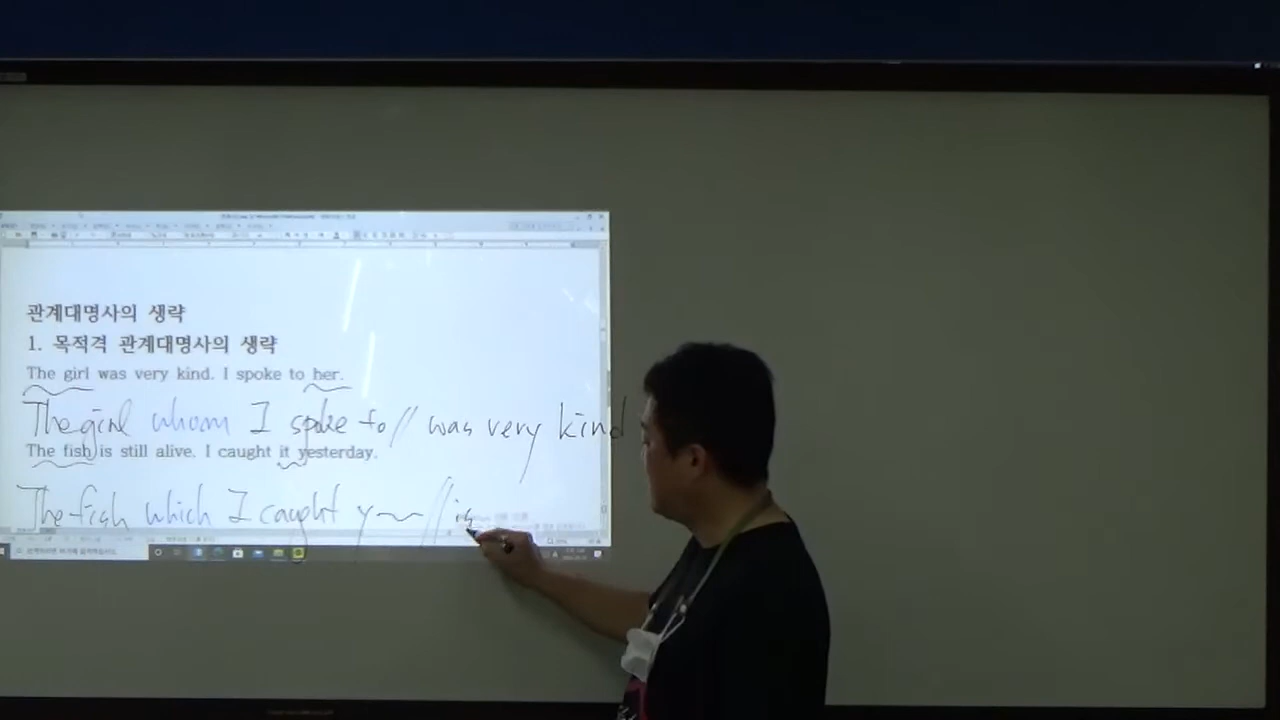 관계대명사의 생략
1. 목적격 관계대명사의 생략
The girl was very kind. I spoke to her.
The girl whom I spoke to // was very kind
The fish is still alive. I caught it yesterday.
The fish which I caught y // is